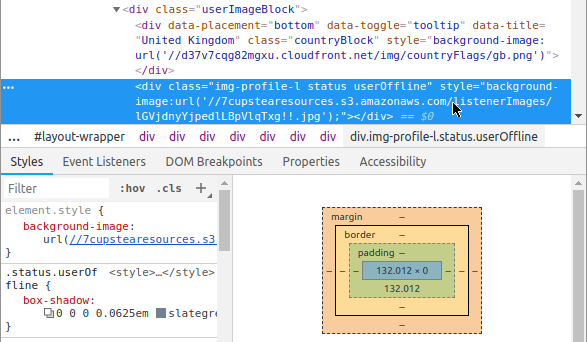 ▼<div class="userImageBlock">
<div data-placement="bottom" data-toggle="tooltip" data-title=
"United Kingdom" class="countryBlock" style="background-image:
url('//d37v7cqg82mgxu.cloudfront.net/img/countryFlags/gb.png')">
</div>
... <div class="img-profile-l status userOffline" style="background-
image:url('//7cupstearesources.s3.amazonaws.com/listenerImages/
lGVjdnyYjpedlLBpVlqTxg!!.jpg');"></div> == $0
... #layout-wrapper div div div div div div div.img-profile-l.status.userOffline
Styles Event Listeners DOM Breakpoints Properties Accessibility
Filter :hov .cls +
element.style {
background-image:
url(//7cupstearesources.s3
}
.status.userOf <style>…</style>
fline {
box-shadow:
0 0 0 0.0625em slategre
}
margin –
border –
padding –
– – – 132.012 × 0 – – –
132.012
–
–